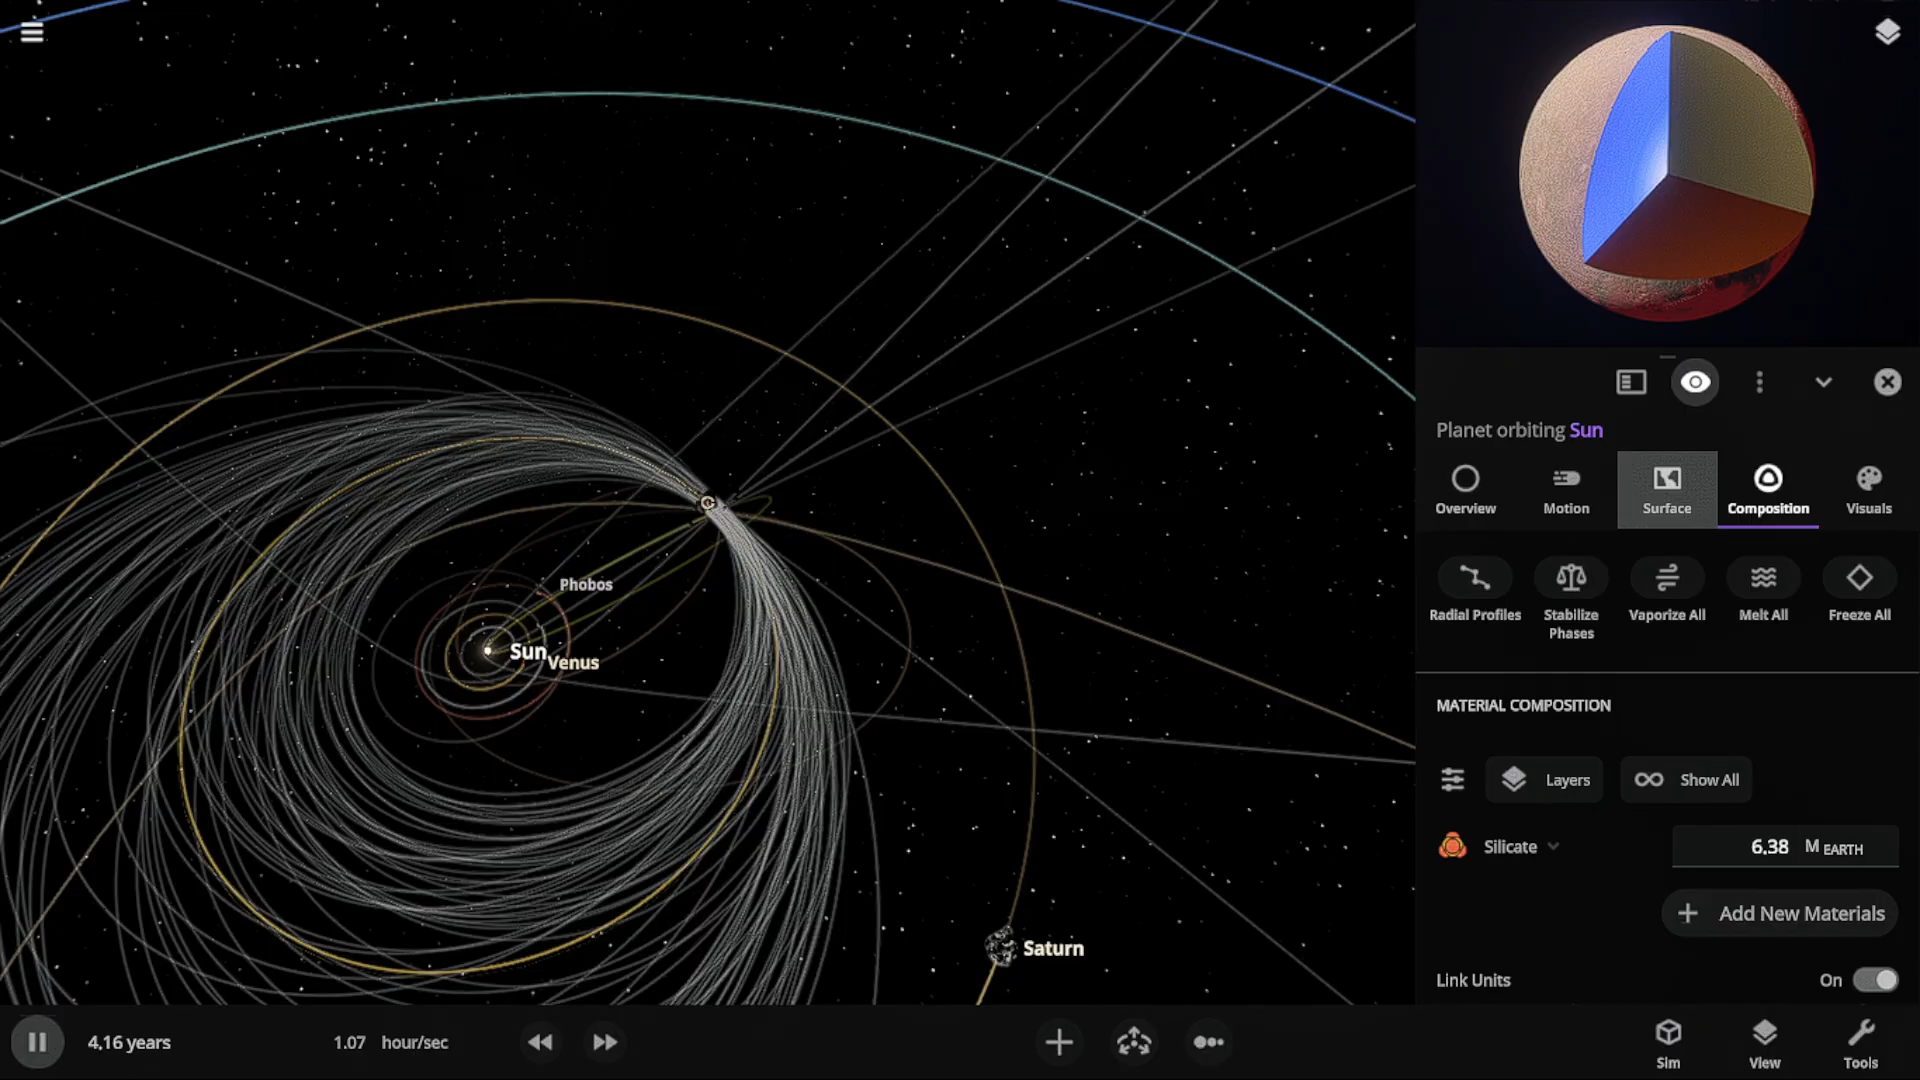 Phobos
Sun
Venus
Saturn
Planet orbiting Sun
Overview
Motion
Surface
Composition
Visuals
Radial Profiles
Stabilize
Phases
Vaporize All
Melt All
Freeze All
MATERIAL COMPOSITION
Layers
Show All
Silicate
6.38 M EARTH
Add New Materials
Link Units
On
4.16 years
1.07 hour/sec
Sim
View
Tools